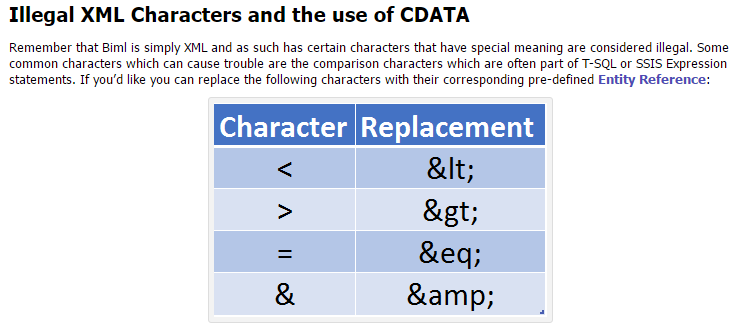 Illegal XML Characters and the use of CDATA
Remember that Biml is simply XML and as such has certain characters that have special meaning are considered illegal. Some
common characters which can cause trouble are the comparison characters which are often part of T-SQL or SSIS Expression
statements. If you’d like you can replace the following characters with their corresponding pre-defined Entity Reference:
Character Replacement
< &lt;
> &gt;
= &eq;
& &amp;